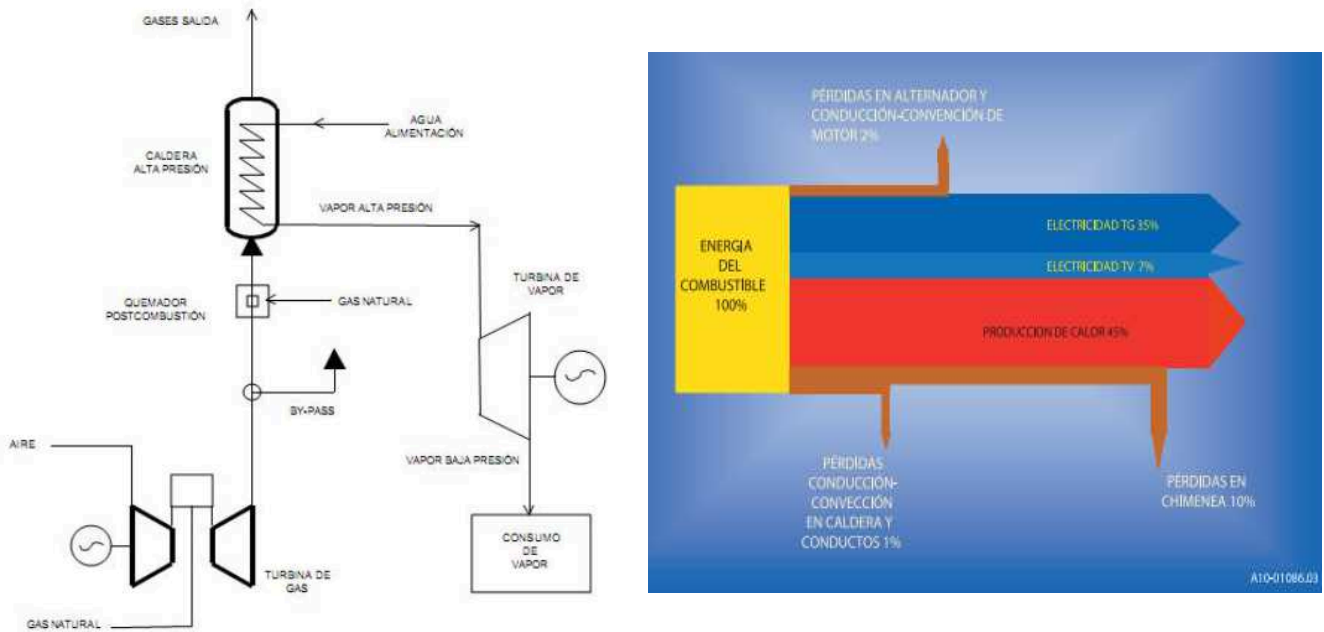 GASES SALIDA
AGUA
ALIMENTACIÓN
CALDERA
ALTA PRESIÓN
VAPOR ALTA PRESIÓN
TURBINA DE
VAPOR
QUEMADOR
POSTCOMBUSTIÓN
GAS NATURAL
BY-PASS
AIRE
VAPOR BAJA PRESIÓN
CONSUMO
DE
VAPOR
TURBINA DE
GAS
GAS NATURAL
PÉRDIDAS EN ALTERNADOR Y
CONDUCCIÓN-CONVENCIÓN DE
MOTOR 2%
ENERGIA
DEL
COMBUSTÍBLE
100%
ELECTRICIDAD TG 35%
ELECTRICIDAD TV 7%
PRODUCCION DE CALOR 45%
PÉRDIDAS
CONDUCCIÓN-
CONVECCIÓN
EN CALDERA Y
CONDUCTOS 1%
PÉRDIDAS EN
CHIMENEA 10%
A10-01086.03